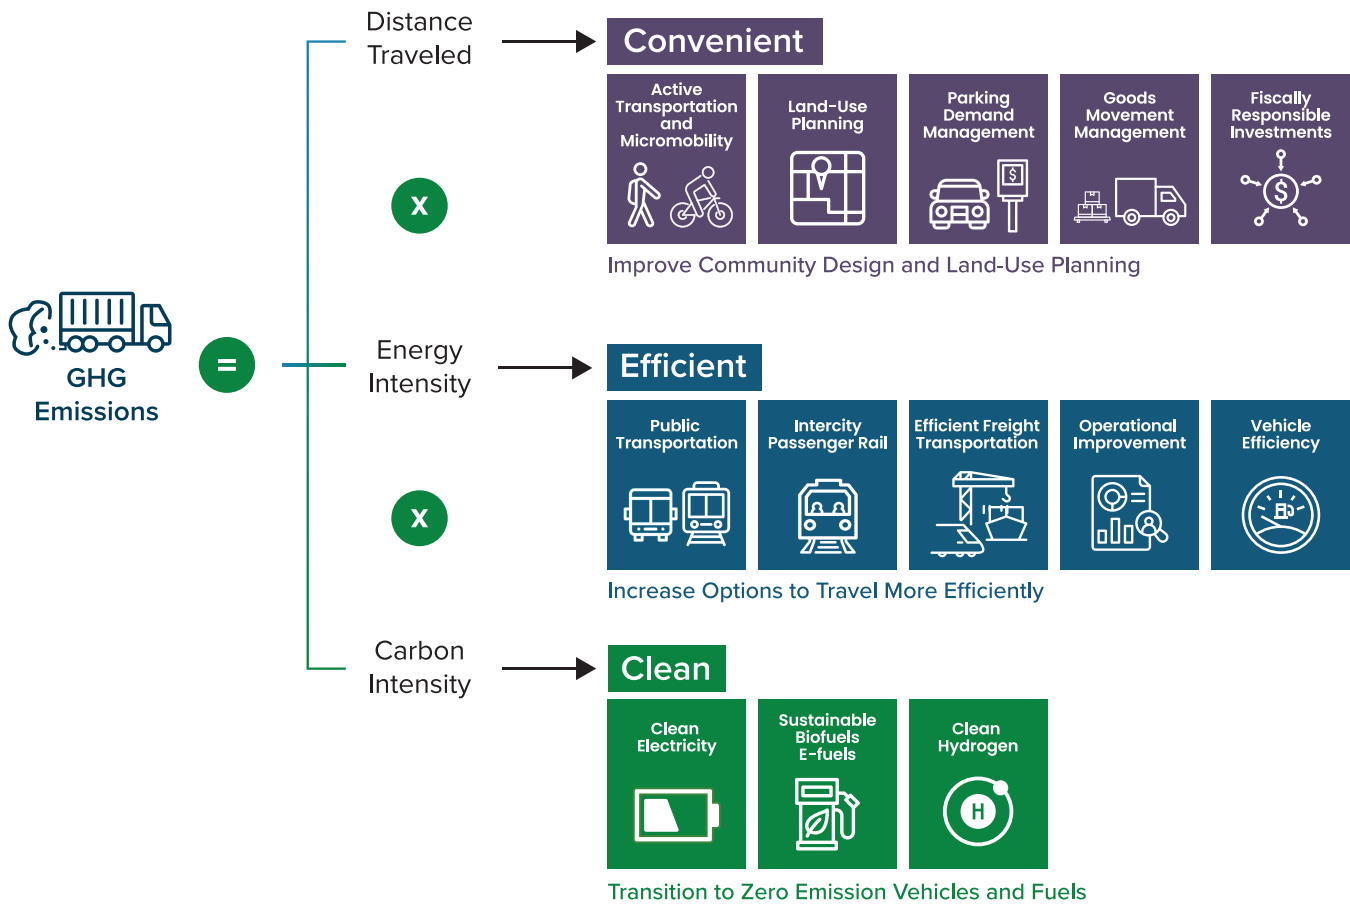 Distance
Traveled
Convenient
Active
Transportation
and
Micromobility
Land-Use
Planning
Parking
Demand
Management
$
Goods
Movement
Management
Fiscally
Responsible
Investments
$
Improve Community Design and Land-Use Planning
X
GHG
Emissions
=
Energy
Intensity
Efficient
Public
Transportation
Intercity
Passenger Rail
Efficient Freight
Transportation
Operational
Improvement
Vehicle
Efficiency
Increase Options to Travel More Efficiently
X
Carbon
Intensity
Clean
Clean
Electricity
Sustainable
Biofuels
E-fuels
Clean
Hydrogen
H
Transition to Zero Emission Vehicles and Fuels